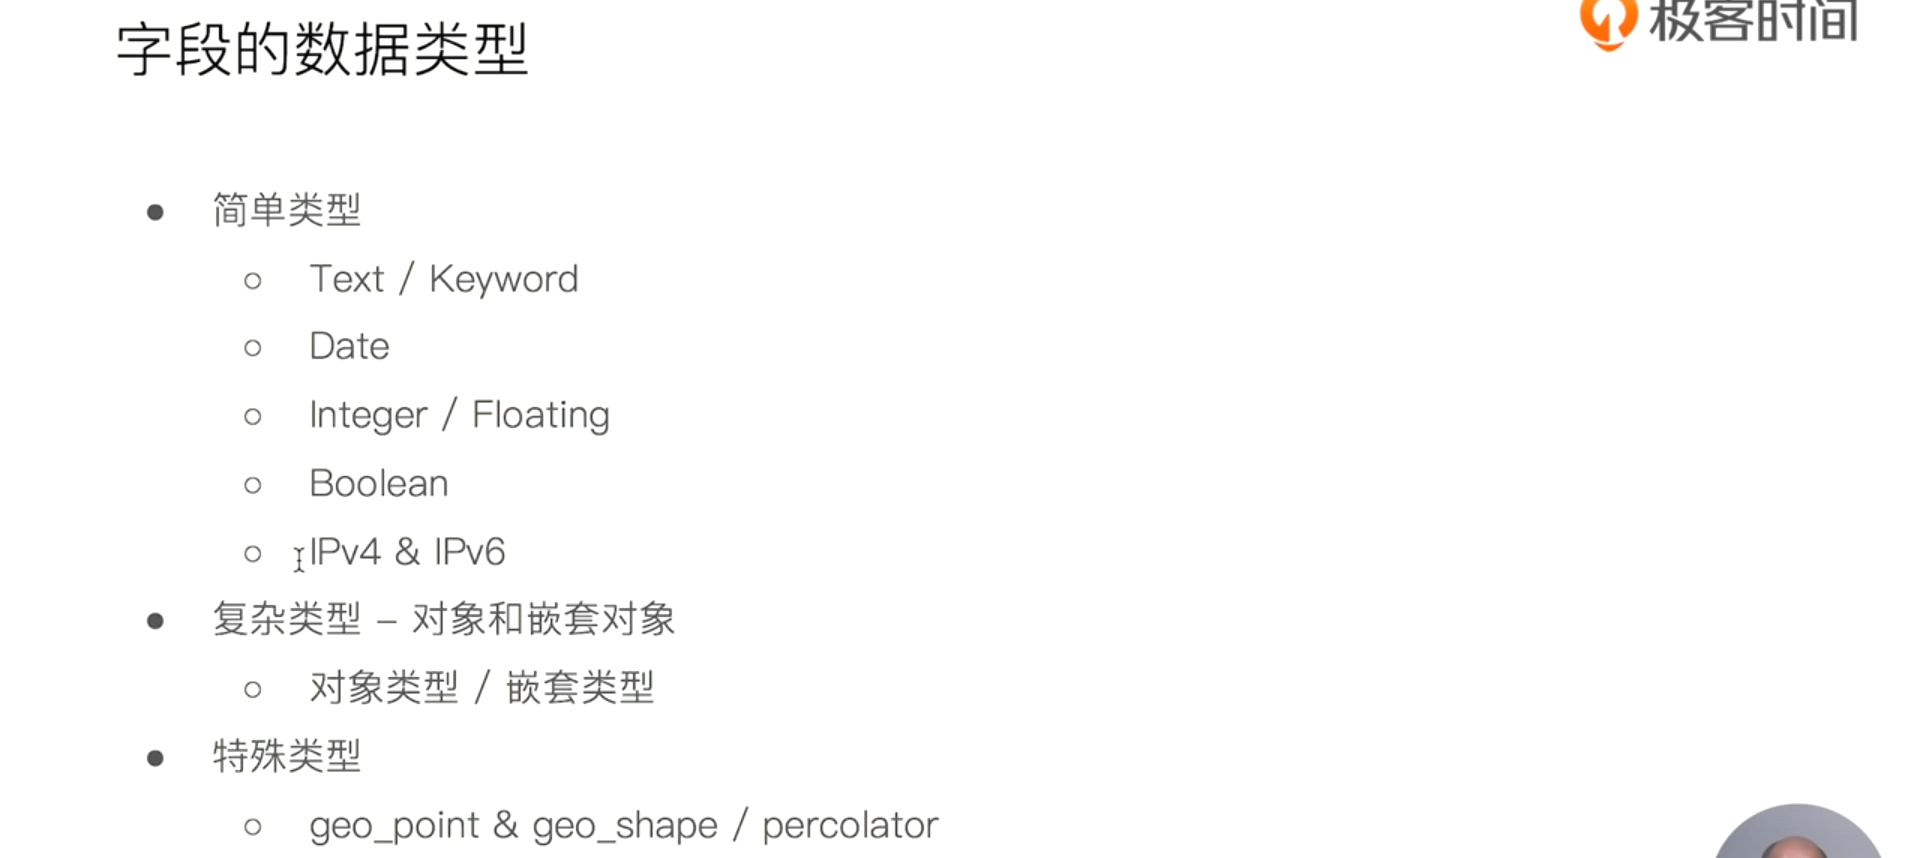 字段的数据类型
极客时间
简单类型
Text / Keyword
Date
Integer / Floating
Boolean
IPv4 & IPv6
复杂类型 – 对象和嵌套对象
对象类型 / 嵌套类型
特殊类型
geo_point & geo_shape / percolator